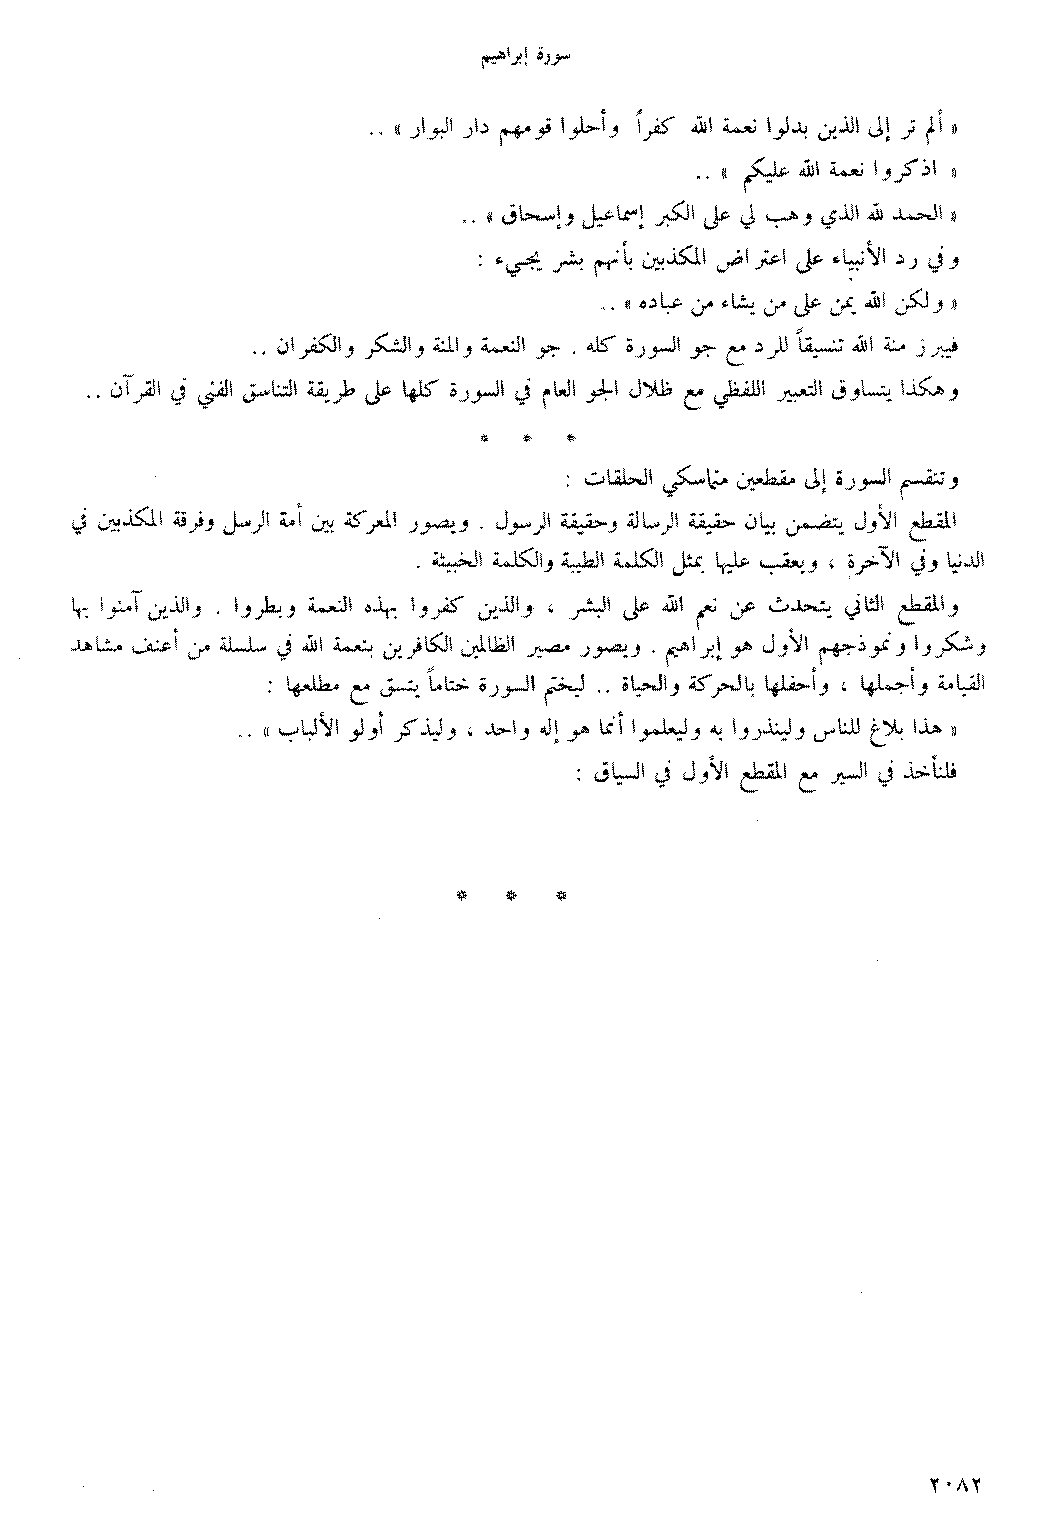 سورة إبراهيم
« ألم تر إلى الذين بدلوا نعمة الله كفراً وأحلوا قومهم دار البوار » ..
« اذكروا نعمة الله عليكم » ..
« الحمد لله الذي وهب لي على الكبر إسماعيل وإسحاق » ..
وفي رد الأنبياء على اعتراض المكذبين بأنهم بشر يجيء :
« ولكن الله يمن على من يشاء من عباده » ..
فيبرز منة الله تنسيقاً للرد مع جو السورة كله . جو النعمة والمنة والشكر والكفران ..
وهكذا يتساوق التعبير اللفظي مع ظلال الجو العام في السورة كلها على طريقة التناسق الفني في القرآن ..
* * *
وتنقسم السورة إلى مقطعين متماسكي الحلقات :
المقطع الأول يتضمن بيان حقيقة الرسالة وحقيقة الرسول . ويصور المعركة بين أمة الرسل وفرقة المكذبين في
الدنيا وفي الآخرة ، ويعقب عليها بمثل الكلمة الطيبة والكلمة الخبيثة .
والمقطع الثاني يتحدث عن نعم الله على البشر ، والذين كفروا بهذه النعمة وبطروا . والذين آمنوا بها
وشكروا ونموذجهم الأول هو إبراهيم . ويصور مصير الظالمين الكافرين بنعمة الله في سلسلة من أعنف مشاهد
القيامة وأجملها ، وأحفلها بالحركة والحياة .. ليختم السورة ختاماً يتسق مع مطلعها :
« هذا بلاغ للناس ولينذروا به وليعلموا أنما هو إله واحد ، وليذكر أولو الألباب » ..
فلنأخذ في السير مع المقطع الأول في السياق :
* * *
٢٠٨٢